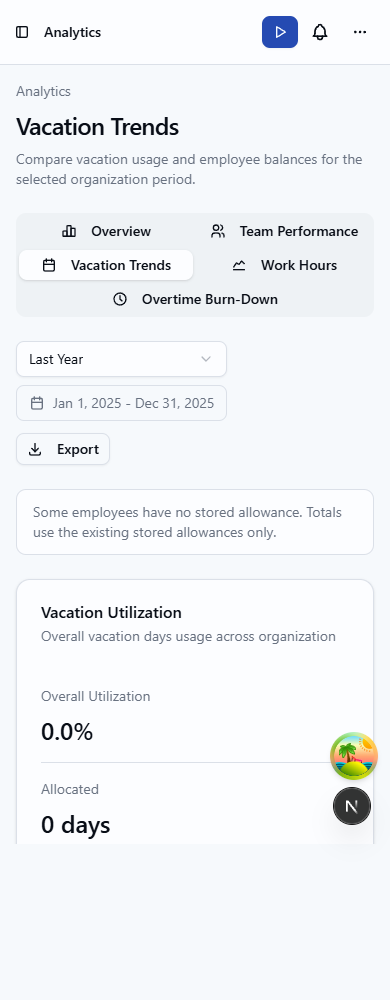 Analytics
Analytics
Vacation Trends
Compare vacation usage and employee balances for the
selected organization period.
Overview
Team Performance
Vacation Trends
Work Hours
Overtime Burn-Down
Last Year
Jan 1, 2025 - Dec 31, 2025
Export
Some employees have no stored allowance. Totals
use the existing stored allowances only.
Vacation Utilization
Overall vacation days usage across organization
Overall Utilization
0.0%
Allocated
0 days
N